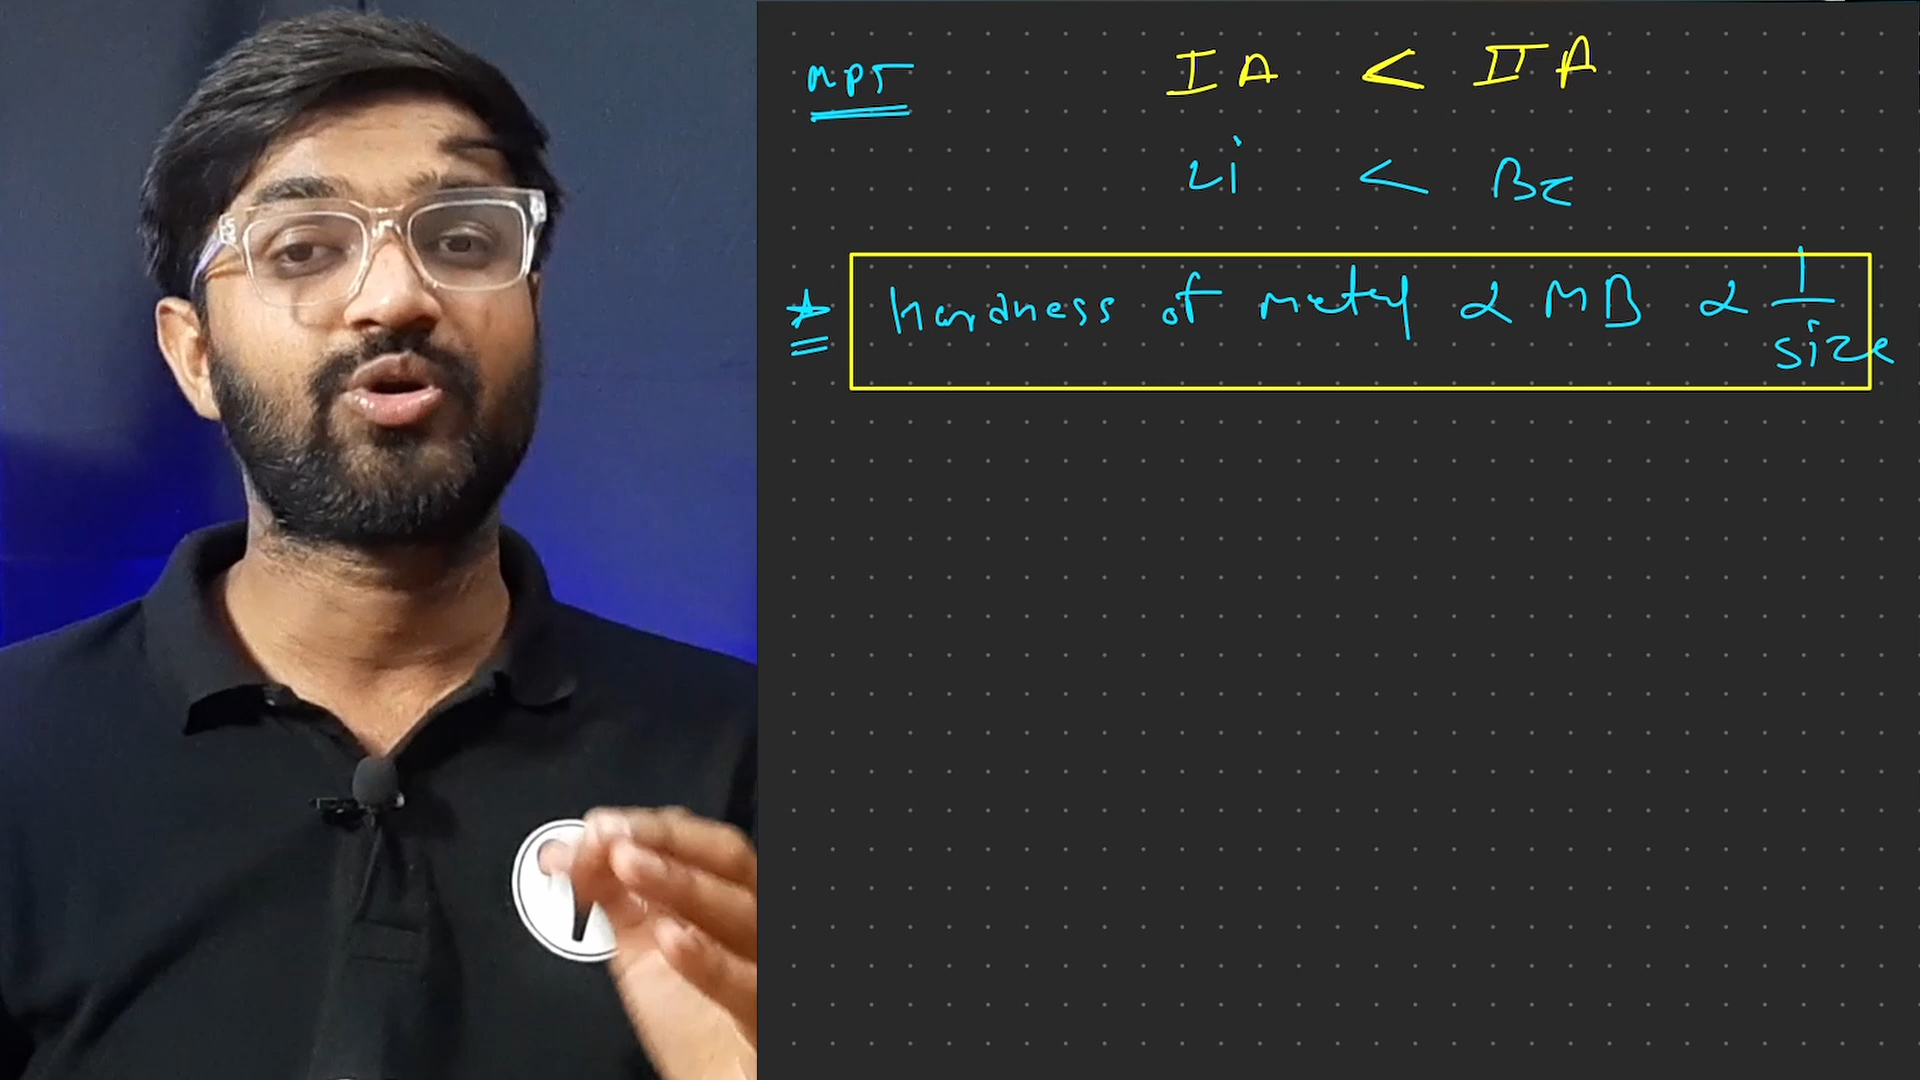 MPT IA < IIA
Li < Be
* hardness of metal ∝ MB ∝ 1/size